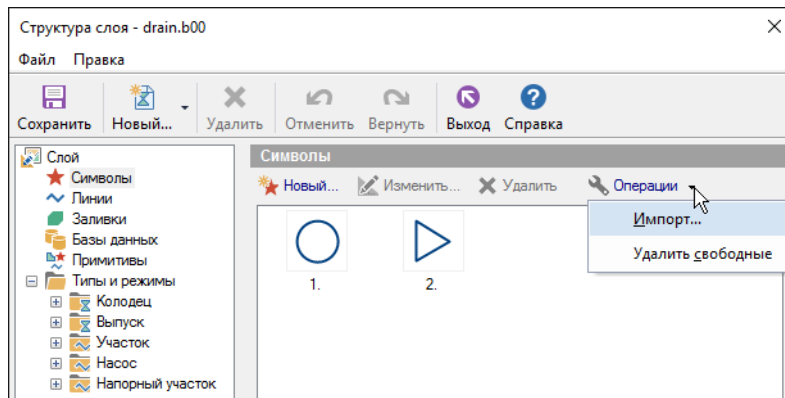 Структура слоя - drain.b00
Файл Правка
Сохранить Новый... Удалить Отменить Вернуть Выход Справка
Слой
Символы
Линии
Заливки
Базы данных
Примитивы
Типы и режимы
Колодец
Выпуск
Участок
Насос
Напорный участок
Символы
Новый... Изменить... Удалить Операции
Импорт...
Удалить свободные
1. 2.